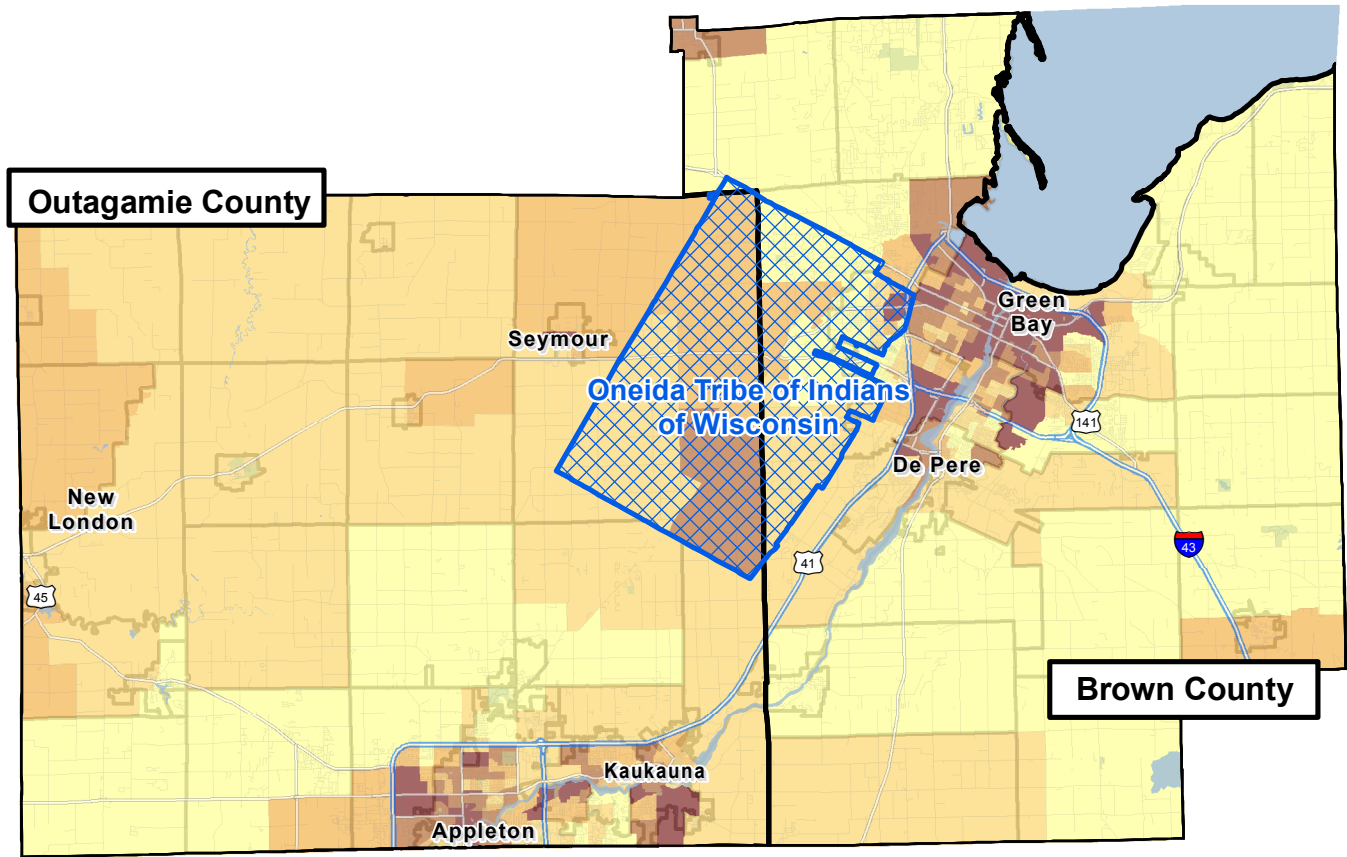 Outagamie County
Green
Bay
Seymour
Oneida Tribe of Indians
of Wisconsin
141
De Pere
New
London
43
41
45
Brown County
Kaukauna
Appleton